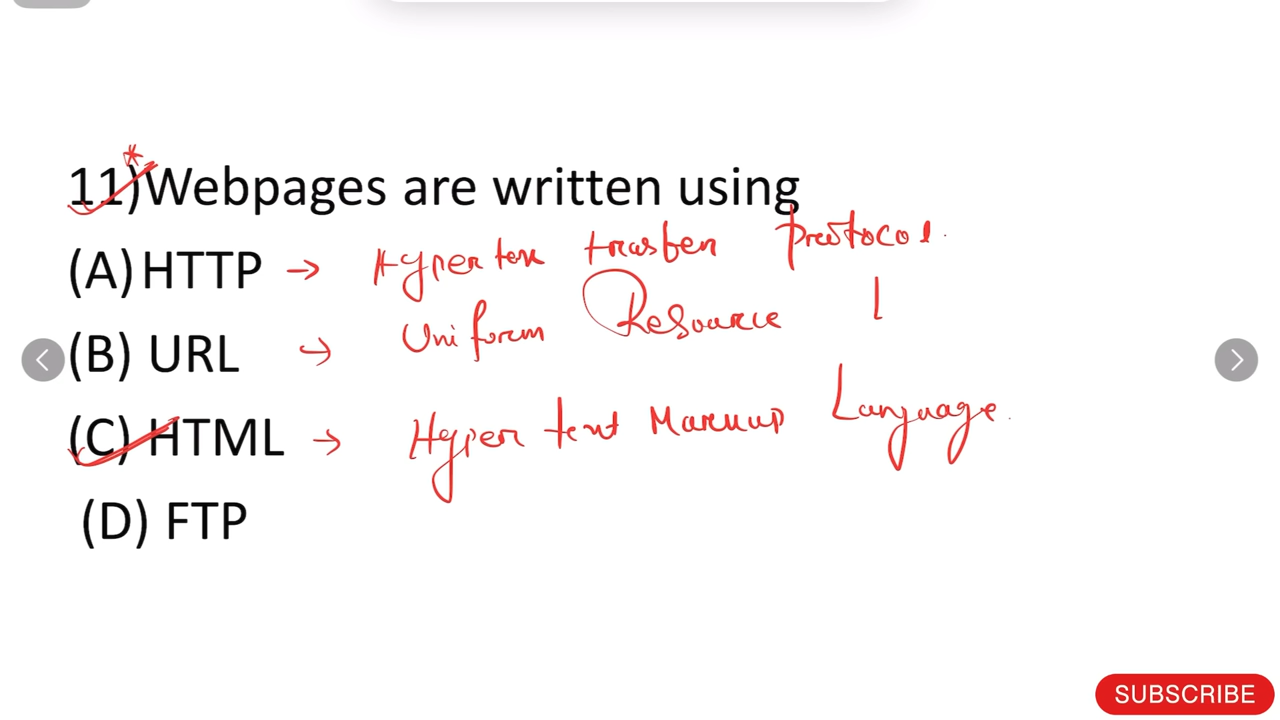 11)Webpages are written using
(A) HTTP → Hyper text transfer protocol.
(B) URL → Uniform Resource L
(C) HTML → Hyper text Markup Language.
(D) FTP
SUBSCRIBE